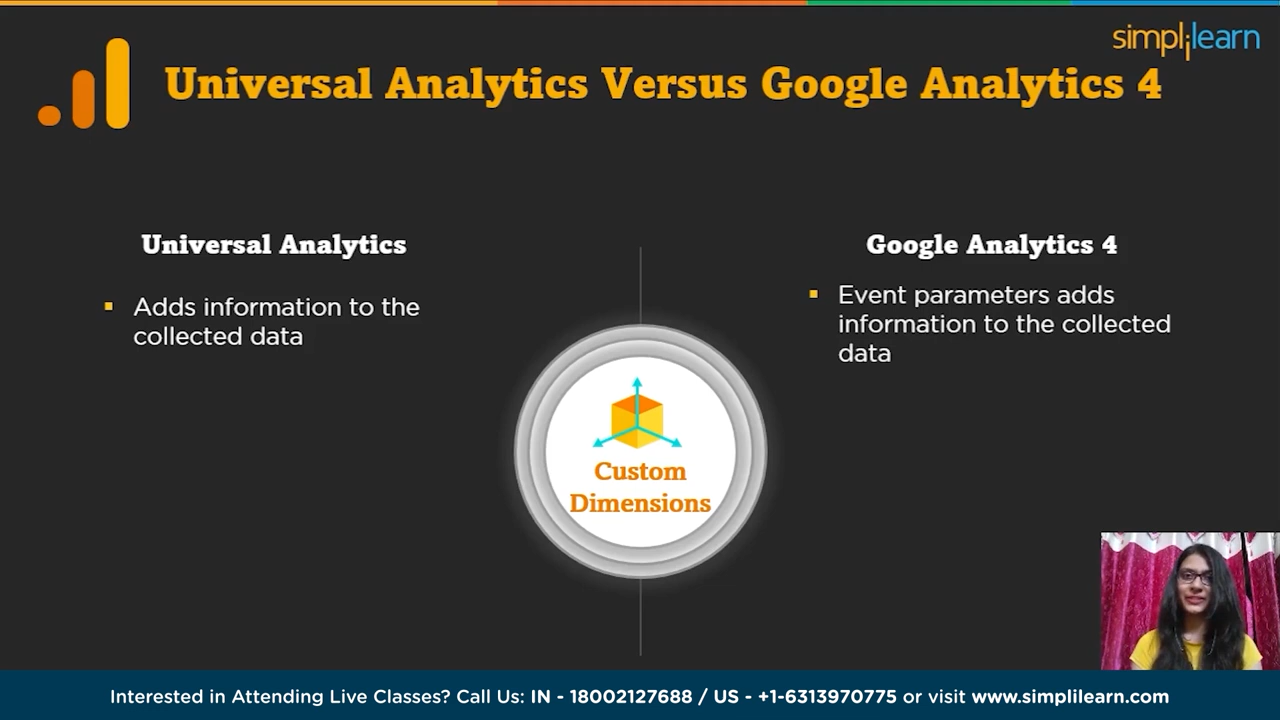 simplilearn
Universal Analytics Versus Google Analytics 4
Universal Analytics
Adds information to the
collected data
Google Analytics 4
Event parameters adds
information to the collected
data
Custom
Dimensions
Interested in Attending Live Classes? Call Us: IN - 18002127688 / US - +1-6313970775 or visit www.simplilearn.com